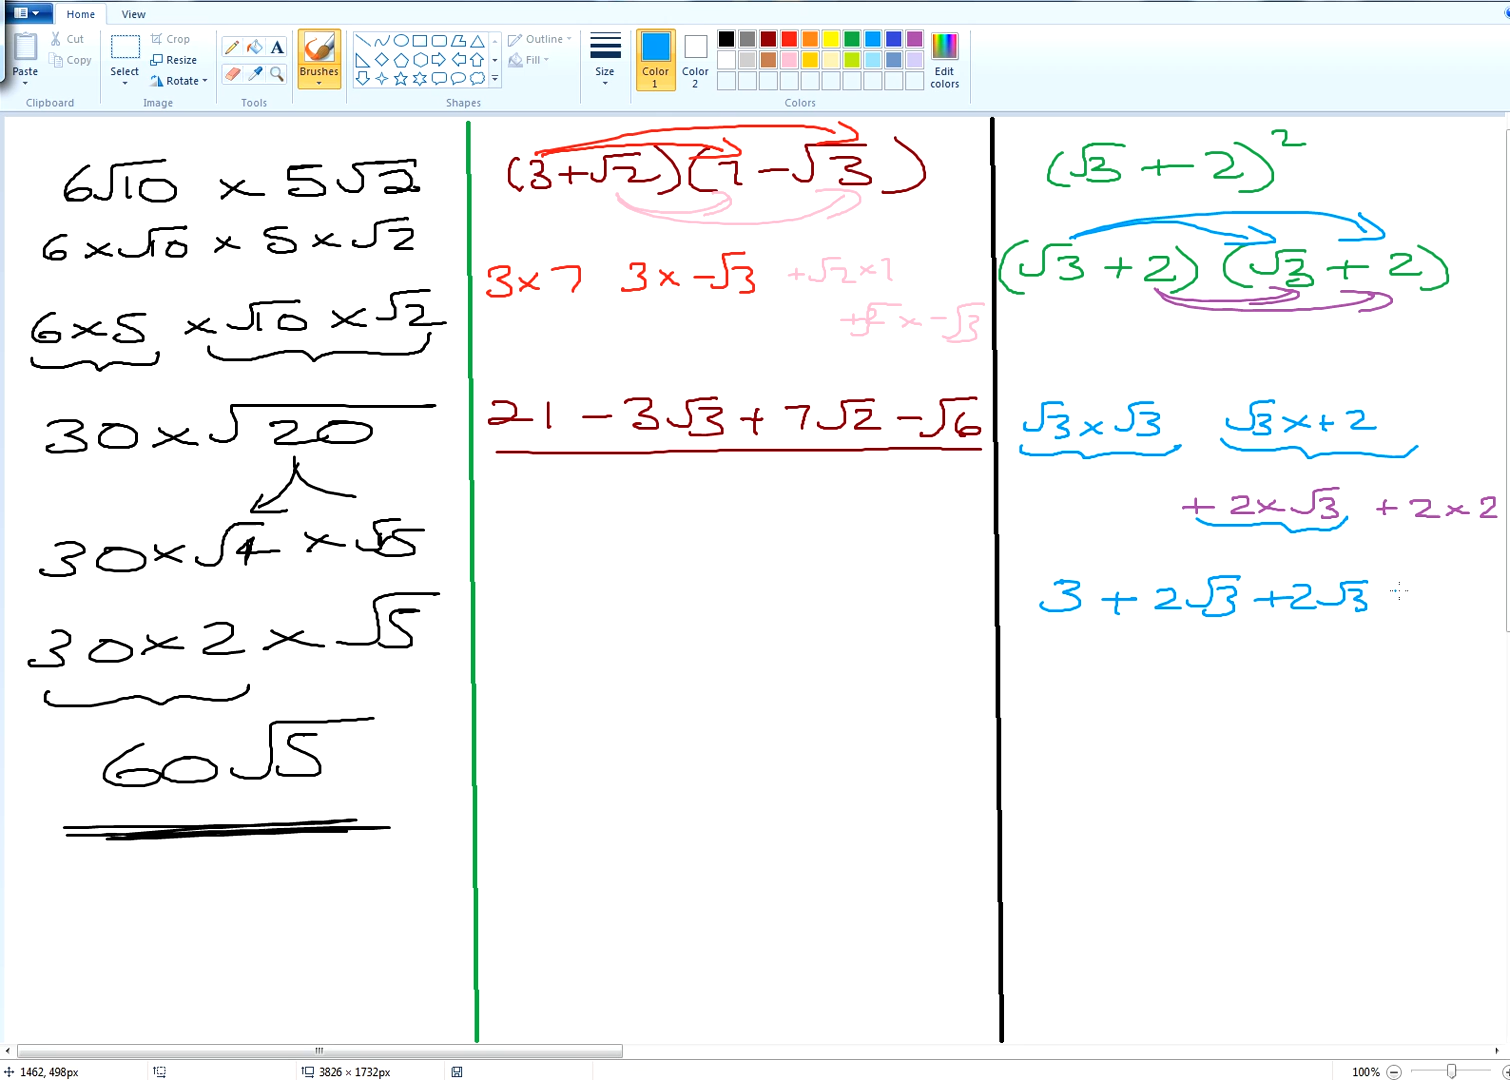 Home View
Cut
Copy
Paste
Clipboard
Select
Crop
Resize
Rotate
Image
A
Tools
Brushes
Outline
Fill
Shapes
Size
Color 1
Color 2
Edit colors
Colors
6√10 × 5√2
6 × √10 × 5 × √2
6 × 5 × √10 × √2
30 × √20
30 × √4 × √5
30 × 2 × √5
60√5
(3 + √2)(7 − √3)
3 × 7 3 × −√3 + √2 × 7
+ √2 × −√3
21 − 3√3 + 7√2 − √6
(√3 + 2)²
(√3 + 2)(√3 + 2)
√3 × √3 √3 × + 2
+ 2 × √3 + 2 × 2
3 + 2√3 + 2√3
1462, 498px
3826 × 1732px
100%